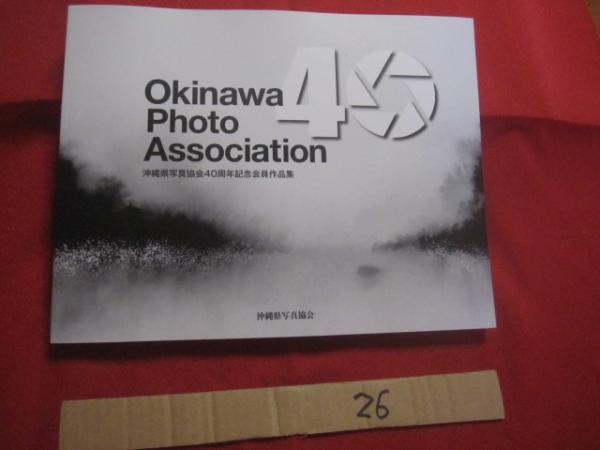 Okinawa
Photo
Association
40
沖縄県写真協会40周年記念会員作品集
沖縄県写真協会
26